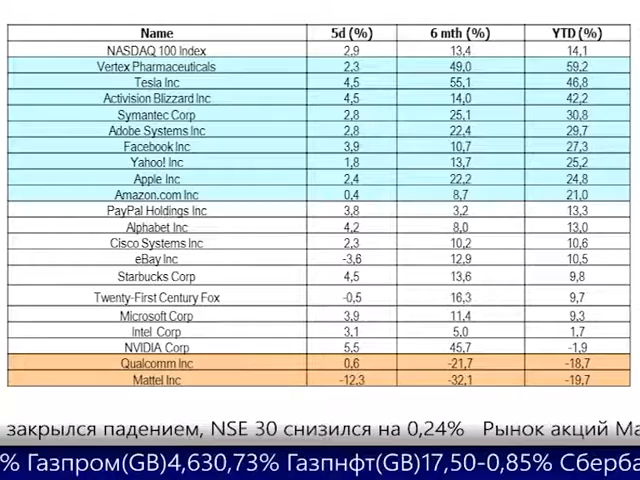 Name 5d (%) 6 mth (%) YTD (%)
NASDAQ 100 Index 2,9 13,4 14,1
Vertex Pharmaceuticals 2,3 49,0 59,2
Tesla Inc 4,5 55,1 46,8
Activision Blizzard Inc 4,5 14,0 42,2
Symantec Corp 2,8 25,1 30,8
Adobe Systems Inc 2,8 22,4 29,7
Facebook Inc 3,9 10,7 27,3
Yahoo! Inc 1,8 13,7 25,2
Apple Inc 2,4 22,2 24,8
Amazon.com Inc 0,4 8,7 21,0
PayPal Holdings Inc 3,8 3,2 13,3
Alphabet Inc 4,2 8,0 13,0
Cisco Systems Inc 2,3 10,2 10,6
eBay Inc -3,6 12,9 10,5
Starbucks Corp 4,5 13,6 9,8
Twenty-First Century Fox -0,5 16,3 9,7
Microsoft Corp 3,9 11,4 9,3
Intel Corp 3,1 5,0 1,7
NVIDIA Corp 5,5 45,7 -1,9
Qualcomm Inc 0,6 -21,7 -18,7
Mattel Inc -12,3 -32,1 -19,7
закрылся падением, NSE 30 снизился на 0,24% Рынок акций Ма
% Газпром(GB)4,630,73% Газпнфт(GB)17,50-0,85% Сберба